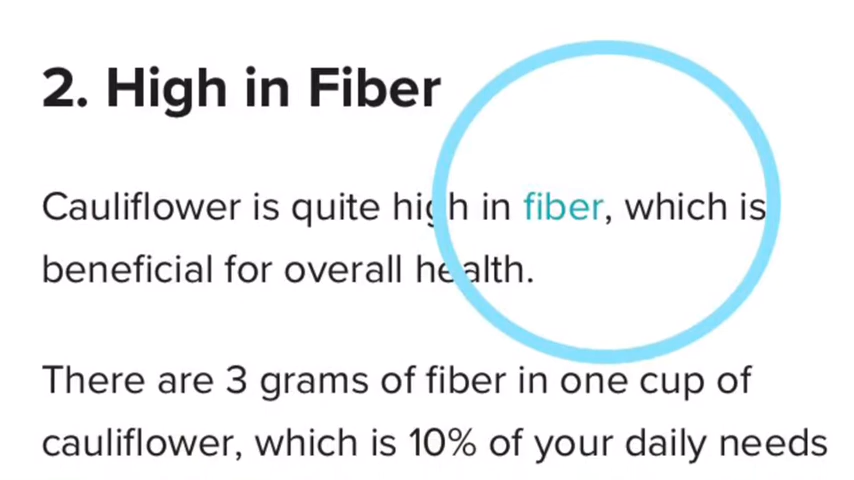 2. High in Fiber
Cauliflower is quite high in fiber, which is
beneficial for overall health.
There are 3 grams of fiber in one cup of
cauliflower, which is 10% of your daily needs